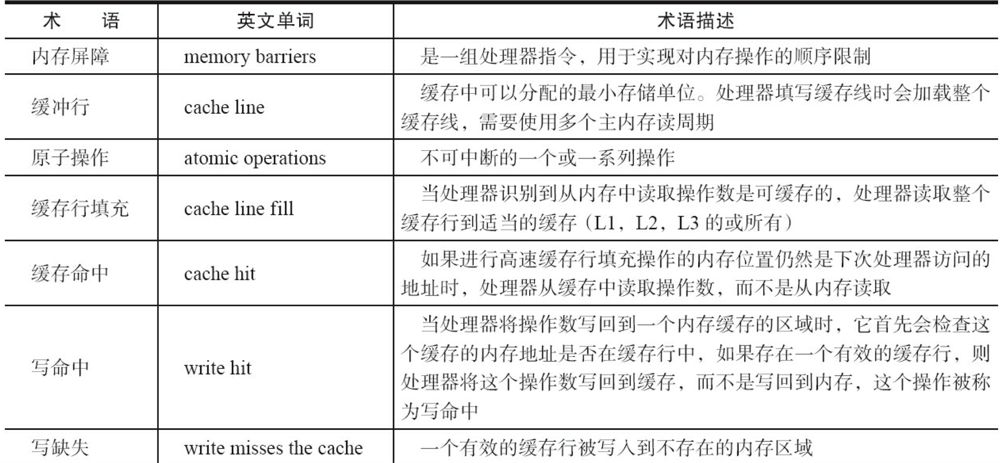 术 语 英文单词 术语描述
内存屏障 memory barriers 是一组处理器指令，用于实现对内存操作的顺序限制
缓冲行 cache line 缓存中可以分配的最小存储单位。处理器填写缓存线时会加载整个
缓存线，需要使用多个主内存读周期
原子操作 atomic operations 不可中断的一个或一系列操作
缓存行填充 cache line fill 当处理器识别到从内存中读取操作数是可缓存的，处理器读取整个
缓存行到适当的缓存（L1，L2，L3 的或所有）
缓存命中 cache hit 如果进行高速缓存行填充操作的内存位置仍然是下次处理器访问的
地址时，处理器从缓存中读取操作数，而不是从内存读取
写命中 write hit 当处理器将操作数写回到一个内存缓存的区域时，它首先会检查这
个缓存的内存地址是否在缓存行中，如果存在一个有效的缓存行，则
处理器将这个操作数写回到缓存，而不是写回到内存，这个操作被称
为写命中
写缺失 write misses the cache 一个有效的缓存行被写入到不存在的内存区域